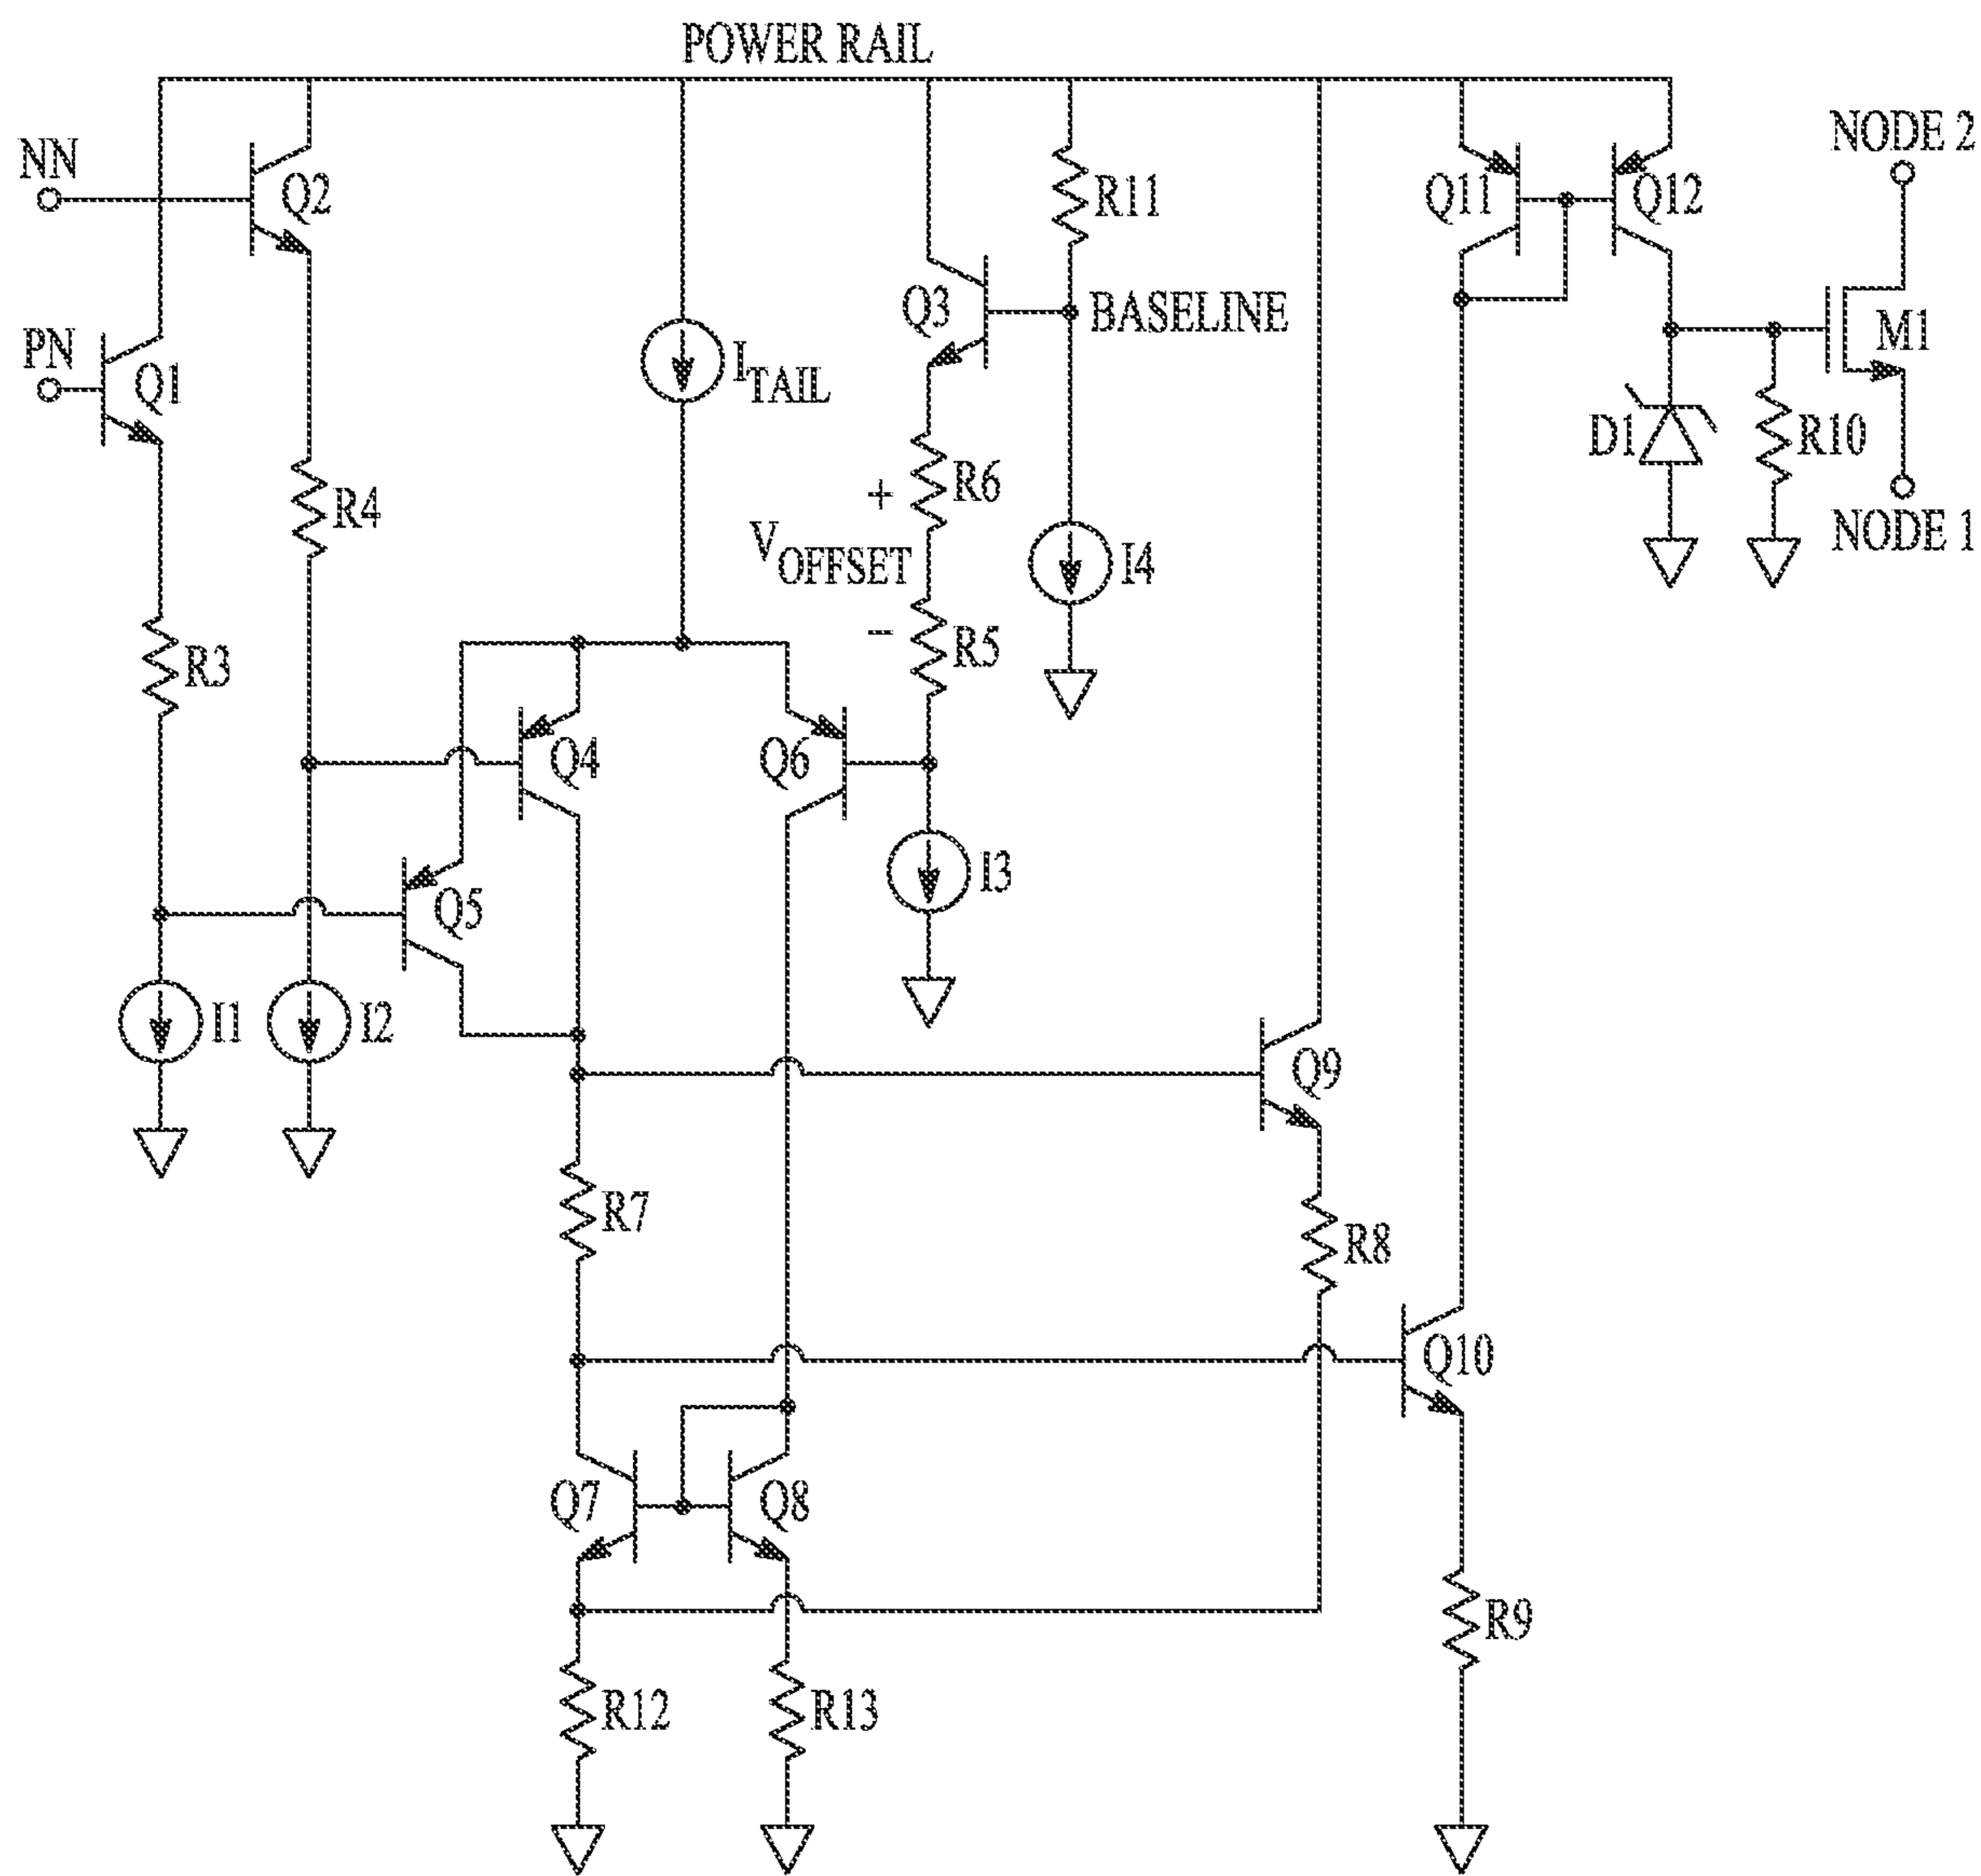 POWER RAIL
NODE 2
NN
Q2
R11
Q11
Q12
PN
Q1
Q3
BASELINE
M1
I_TAIL
D1
R10
R4
R6
+
V_OFFSET
I4
NODE 1
R3
−
R5
Q4
Q6
Q5
I3
I1
I2
Q9
R7
R8
Q10
Q7
Q8
R9
R12
R13